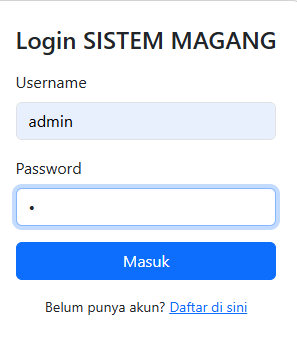 Login SISTEM MAGANG
Username
admin
Password
•
Masuk
Belum punya akun? Daftar di sini